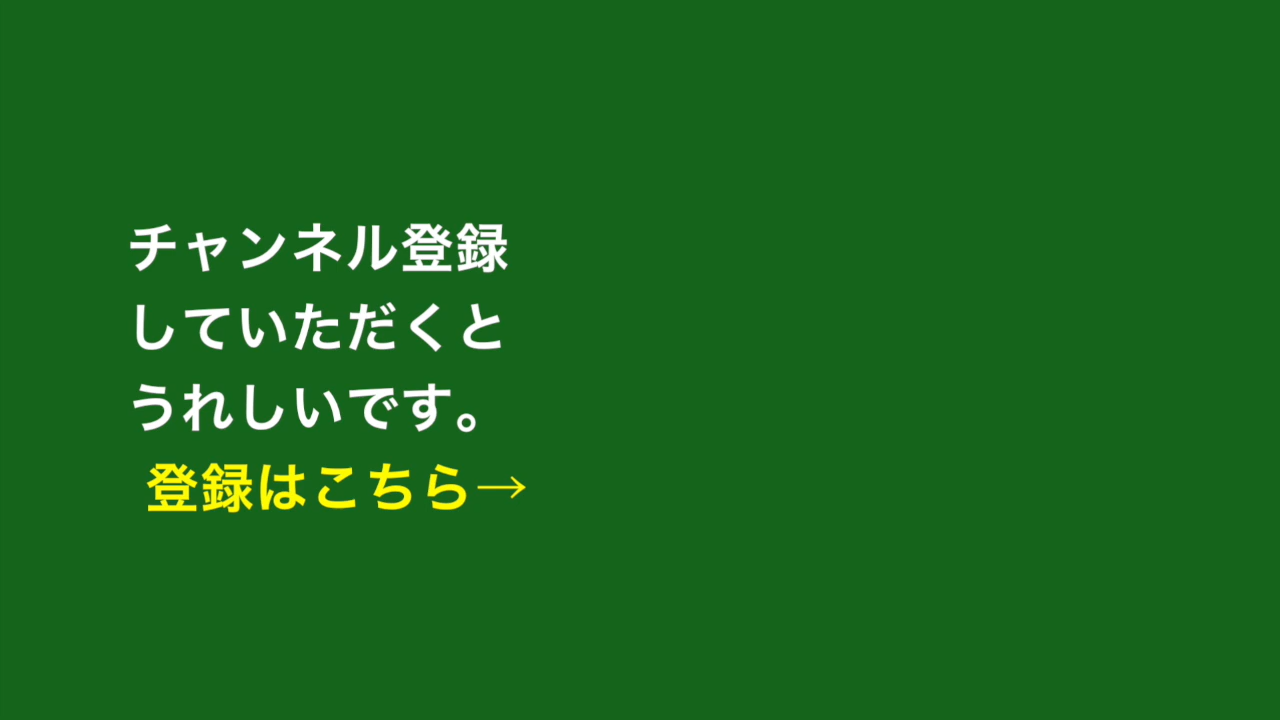 チャンネル登録
していただくと
うれしいです。
登録はこちら→